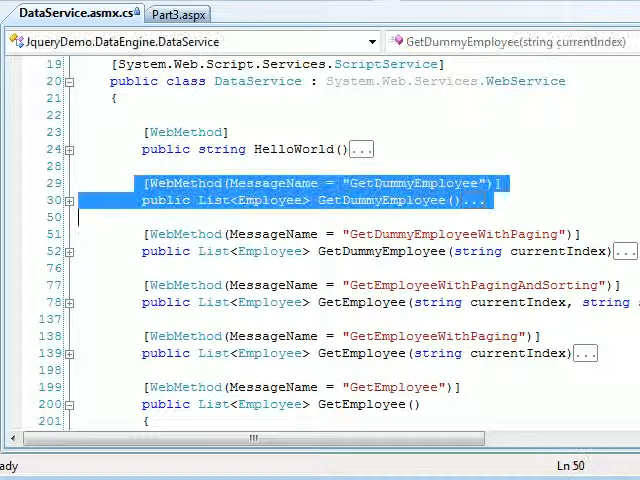 DataService.asmx.cs Part3.aspx
JqueryDemo.DataEngine.DataService GetDummyEmployee(string currentIndex)
19 [System.Web.Script.Services.ScriptService]
20 public class DataService : System.Web.Services.WebService
21 {
22
23 [WebMethod]
24 public string HelloWorld()...
28
29 [WebMethod(MessageName = "GetDummyEmployee")]
30 public List<Employee> GetDummyEmployee()...
50
51 [WebMethod(MessageName = "GetDummyEmployeeWithPaging")]
52 public List<Employee> GetDummyEmployee(string currentIndex)...
76
77 [WebMethod(MessageName = "GetEmployeeWithPagingAndSorting")]
78 public List<Employee> GetEmployee(string currentIndex, string s
137
138 [WebMethod(MessageName = "GetEmployeeWithPaging")]
139 public List<Employee> GetEmployee(string currentIndex)...
198
199 [WebMethod(MessageName = "GetEmployee")]
200 public List<Employee> GetEmployee()
201 {
ady Ln 50